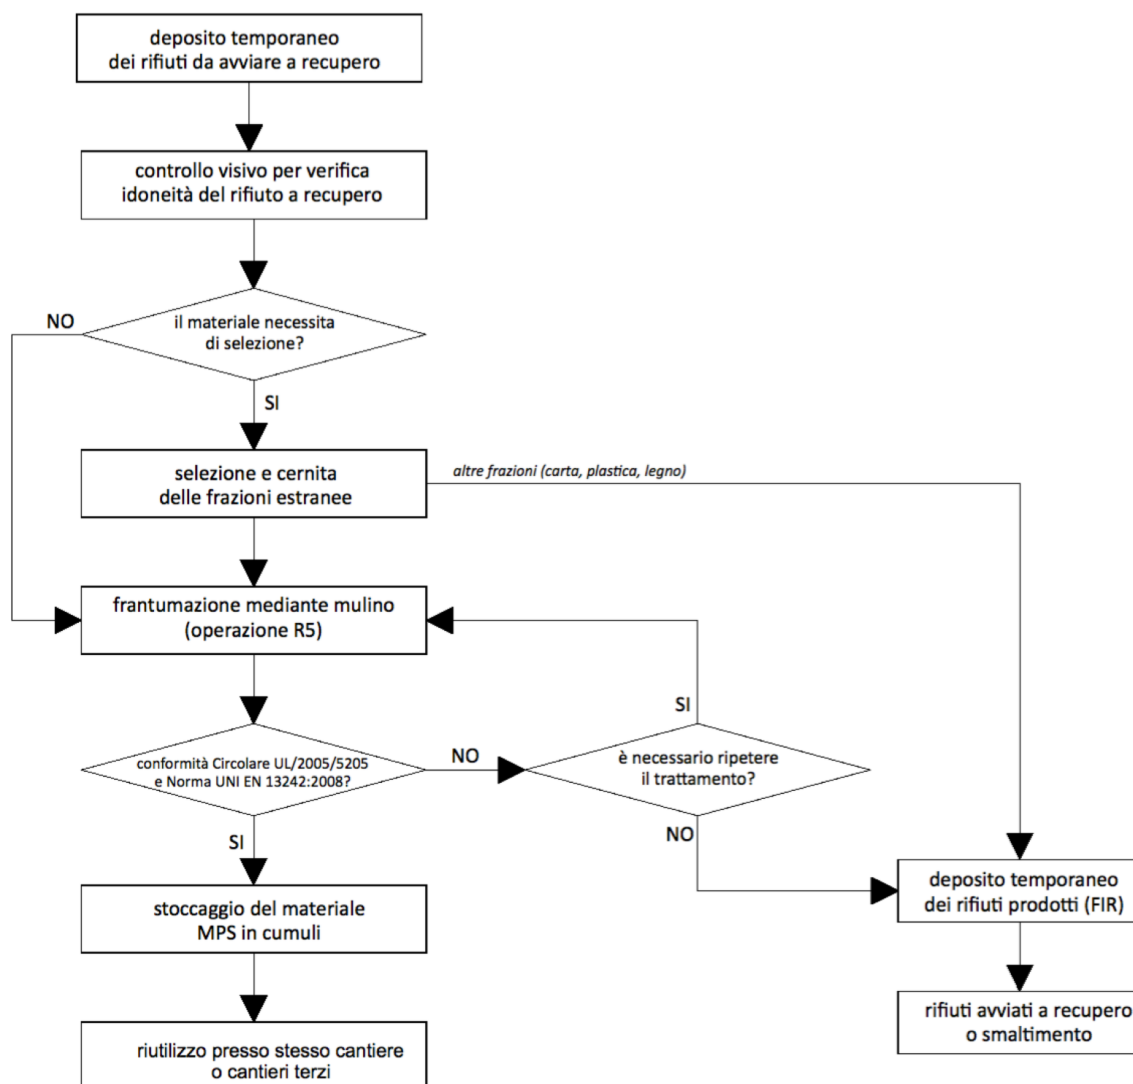 deposito temporaneo
dei rifiuti da avviare a recupero
controllo visivo per verifica
idoneità del rifiuto a recupero
NO
il materiale necessita
di selezione?
SI
selezione e cernita
delle frazioni estranee
altre frazioni (carta, plastica, legno)
frantumazione mediante mulino
(operazione R5)
SI
conformità Circolare UL/2005/5205
e Norma UNI EN 13242:2008?
NO
è necessario ripetere
il trattamento?
SI
NO
stoccaggio del materiale
MPS in cumuli
deposito temporaneo
dei rifiuti prodotti (FIR)
riutilizzo presso stesso cantiere
o cantieri terzi
rifiuti avviati a recupero
o smaltimento